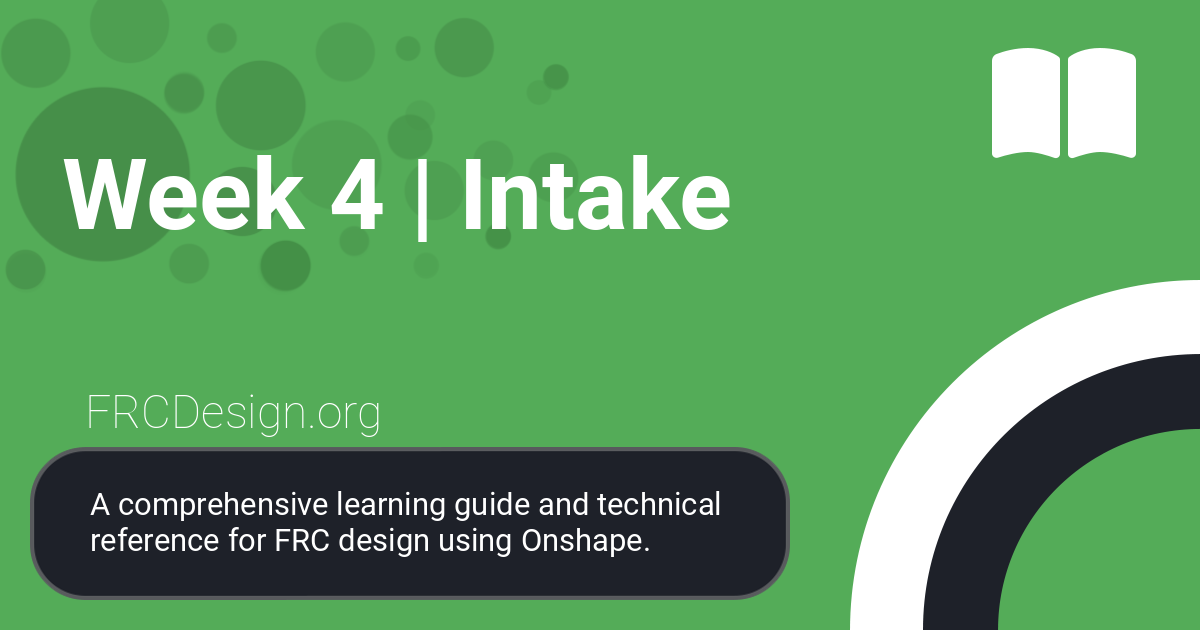 Week 4 | Intake
FRCDesign.org
A comprehensive learning guide and technical
reference for FRC design using Onshape.